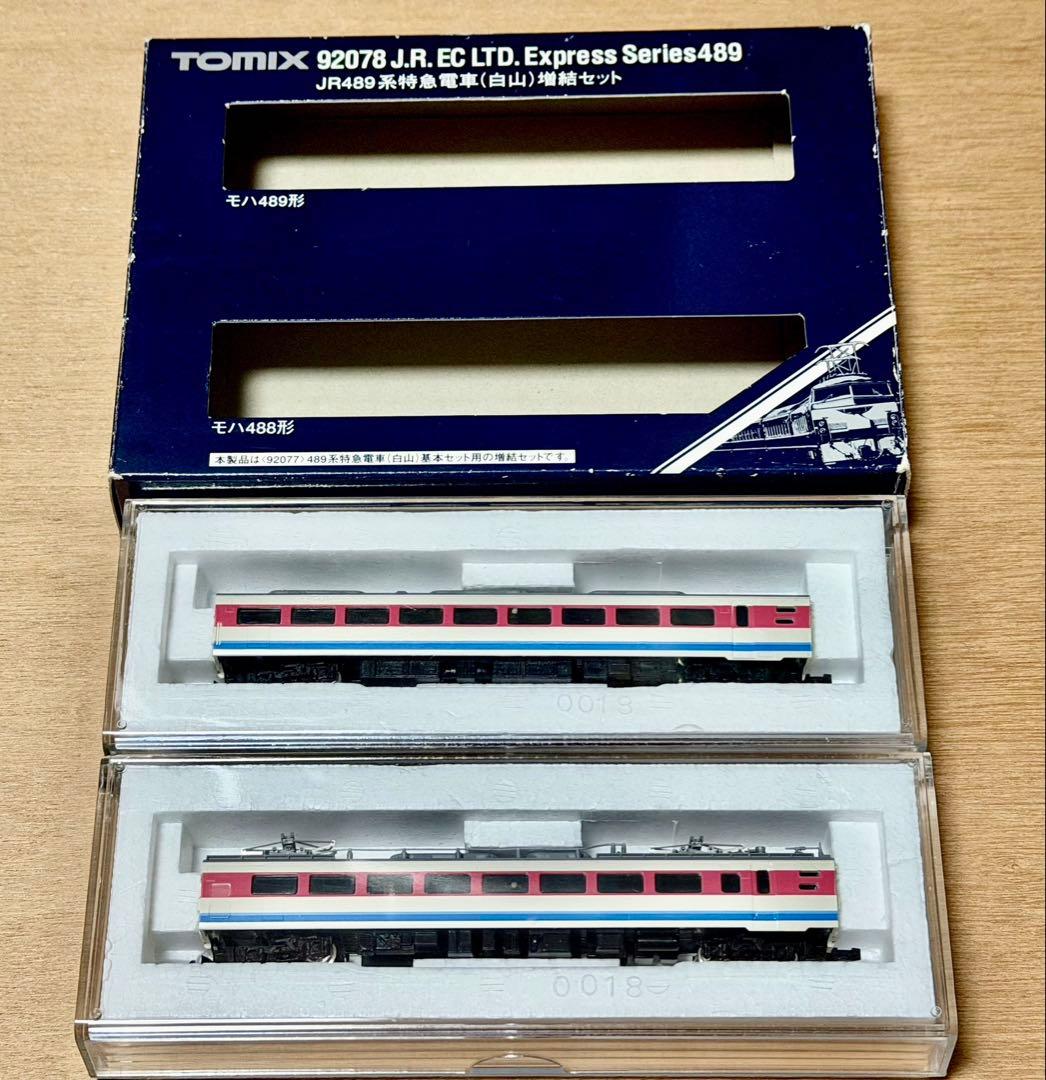 TOMIX 92078 J.R. EC LTD. Express Series489
JR489系特急電車(白山)増結セット
モハ489形
モハ488形
本製品は〈92077〉489系特急電車(白山)基本セット用の増結セットです。
0018
0018